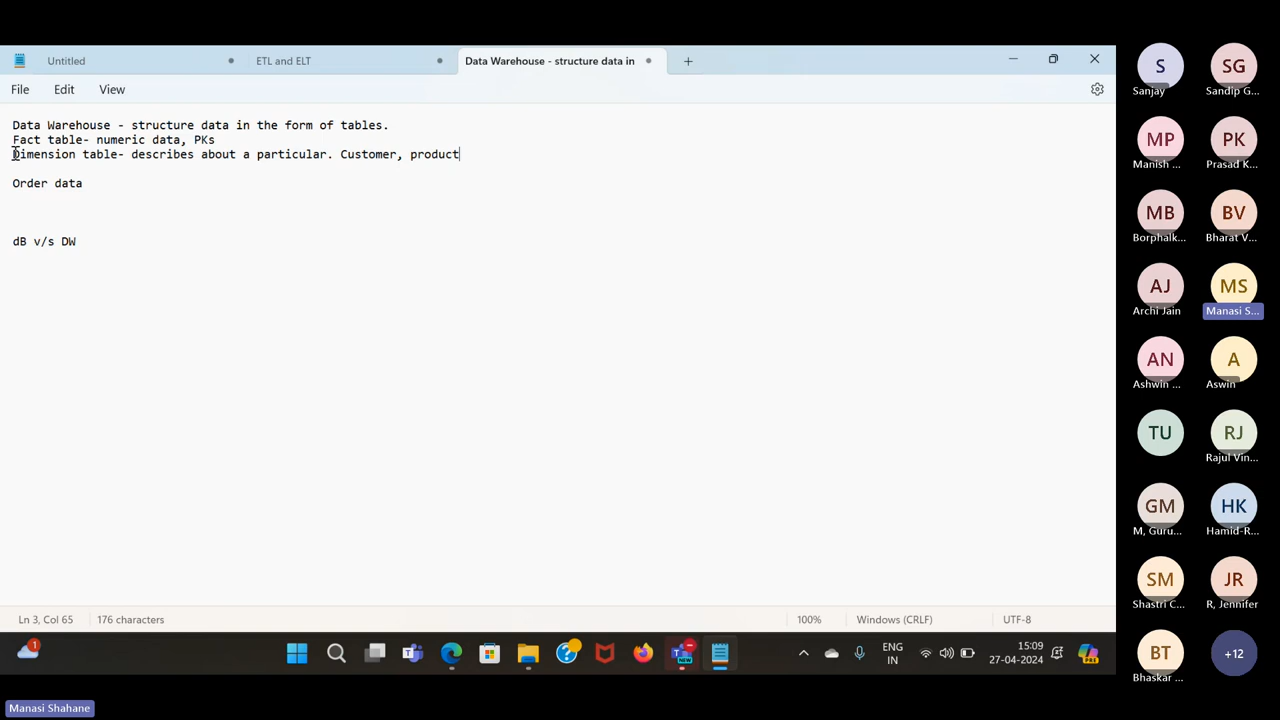 Untitled
ETL and ELT
Data Warehouse - structure data in
File Edit View
Data Warehouse - structure data in the form of tables.
Fact table- numeric data, PKs
Dimension table- describes about a particular. Customer, product
Order data
dB v/s DW
Ln 3, Col 65 176 characters 100% Windows (CRLF) UTF-8
1 NEW ENG IN 15:09 27-04-2024 PRE
Manasi Shahane
S SG
Sanjay Sandip G...
MP PK
Manish ... Prasad K...
MB BV
Borphalk... Bharat V...
AJ MS
Archi Jain Manasi S...
AN A
Ashwin ... Aswin
TU RJ
Rajul Vin...
GM HK
M, Guru... Hamid-R...
SM JR
Shastri C... R, Jennifer
BT +12
Bhaskar ...